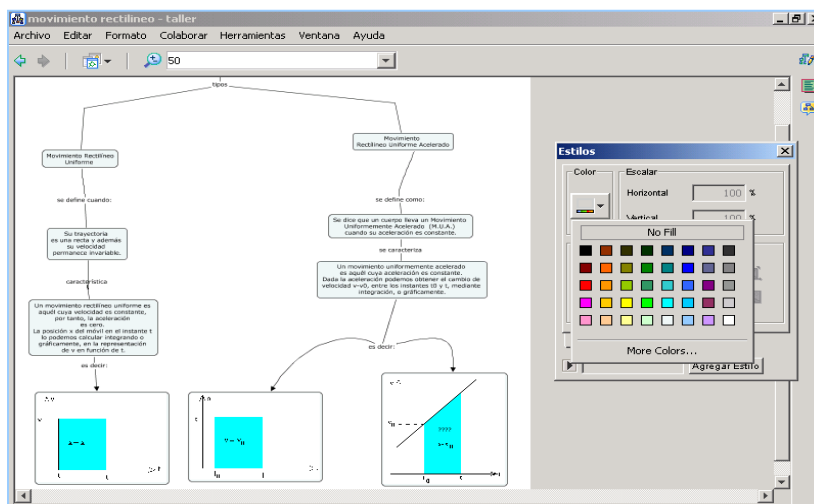 movimiento rectilineo - taller
Archivo Editar Formato Colaborar Herramientas Ventana Ayuda
50
tipos
Movimiento Rectilíneo
Uniforme
se define cuando:
Su trayectoria
es una recta y además
su velocidad
permanece invariable.
característica
Un movimiento rectilíneo uniforme es
aquél cuya velocidad es constante,
por tanto, la aceleración
es cero.
La posición x del móvil en el instante t
lo podemos calcular integrando o
gráficamente, en la representación
de v en función de t.
es decir:
Movimiento
Rectilíneo Uniforme Acelerado
se define como:
Se dice que un cuerpo lleva un Movimiento
Uniformemente Acelerado (M.U.A.)
cuando su aceleración es constante.
se caracteriza
Un movimiento uniformemente acelerado
es aquél cuya aceleración es constante.
Dada la aceleración podemos obtener el cambio de
velocidad v-v0, entre los instantes t0 y t, mediante
integración, o gráficamente.
es decir:
v
????
Estilos
Color
Escalar
Horizontal 100 %
Vertical 100 %
No Fill
More Colors...
Agregar Estilo